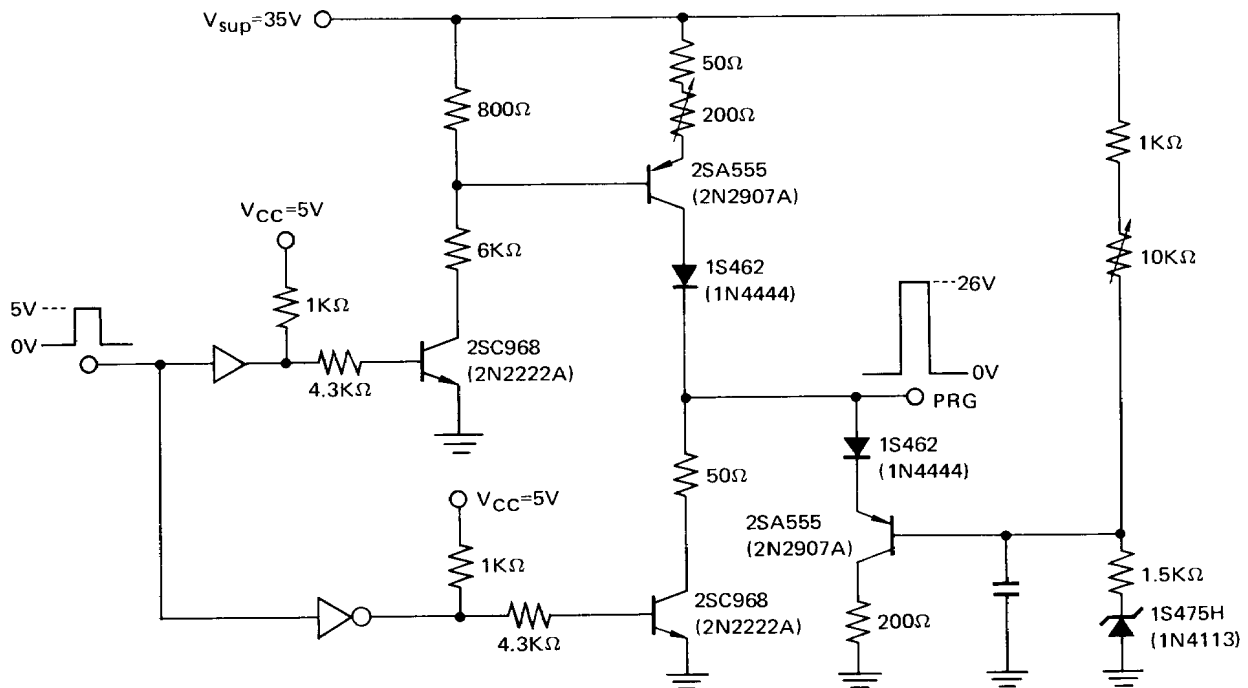 Vsup=35V
50Ω
800Ω
200Ω
1KΩ
2SA555
(2N2907A)
VCC=5V
6KΩ
10KΩ
1S462
(1N4444)
26V
5V
1KΩ
0V
2SC968
(2N2222A)
4.3KΩ
0V
PRG
1S462
(1N4444)
50Ω
VCC=5V
2SA555
(2N2907A)
1KΩ
1.5KΩ
2SC968
(2N2222A)
4.3KΩ
200Ω
1S475H
(1N4113)